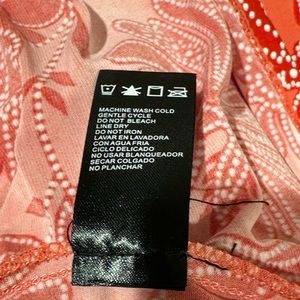 MACHINE WASH COLD
GENTLE CYCLE
DO NOT BLEACH
LINE DRY
DO NOT IRON
LAVAR EN LAVADORA
CON AGUA FRIA
CICLO DELICADO
NO USAR BLANQUEADOR
SECAR COLGADO
NO PLANCHAR